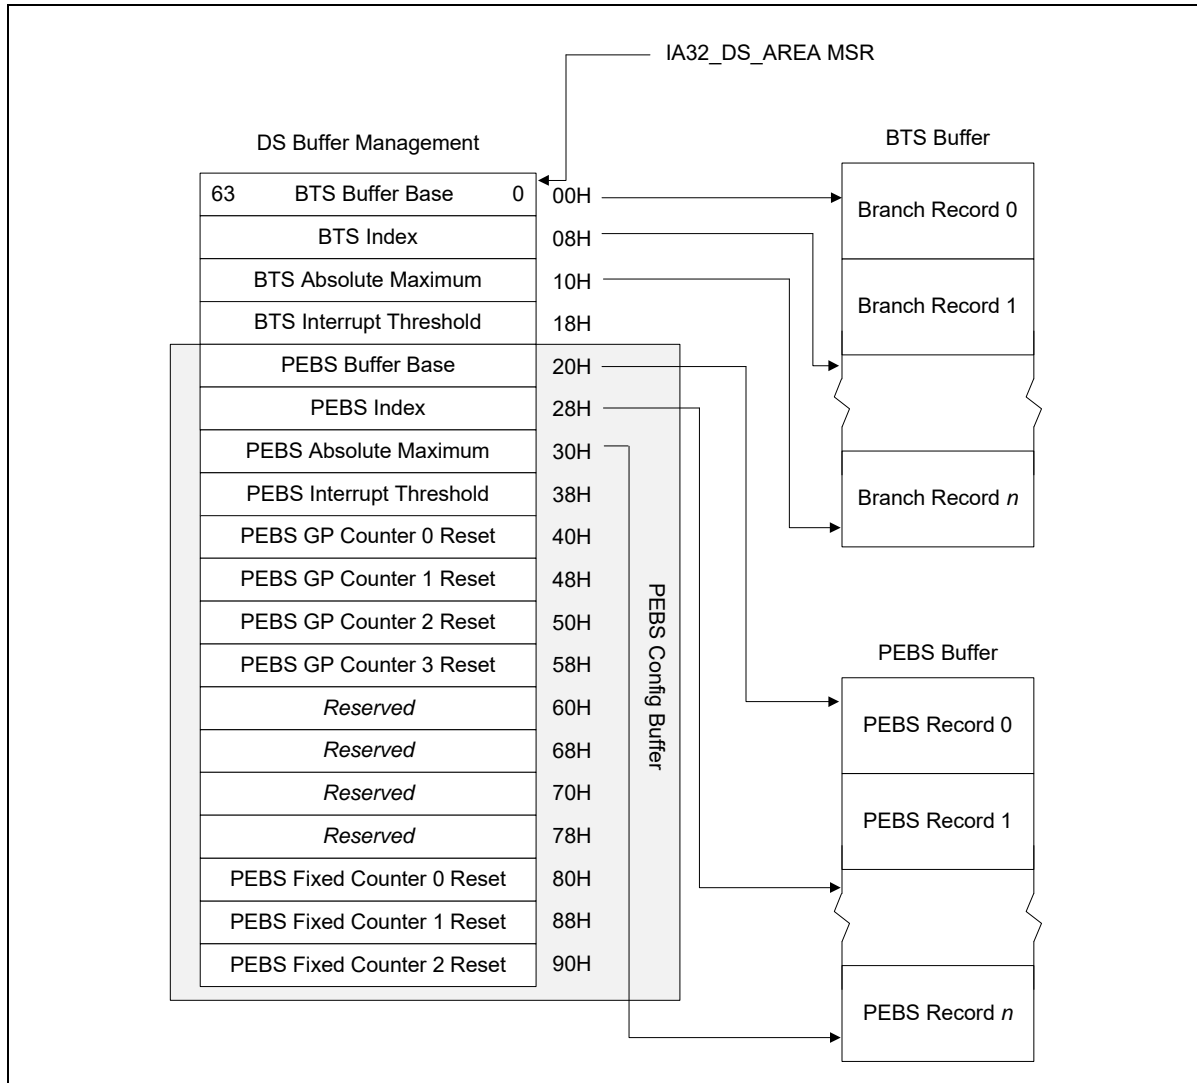 IA32_DS_AREA MSR
DS Buffer Management
63 BTS Buffer Base 0 00H
BTS Index 08H
BTS Absolute Maximum 10H
BTS Interrupt Threshold 18H
PEBS Buffer Base 20H
PEBS Index 28H
PEBS Absolute Maximum 30H
PEBS Interrupt Threshold 38H
PEBS GP Counter 0 Reset 40H
PEBS GP Counter 1 Reset 48H
PEBS GP Counter 2 Reset 50H
PEBS GP Counter 3 Reset 58H
Reserved 60H
Reserved 68H
Reserved 70H
Reserved 78H
PEBS Fixed Counter 0 Reset 80H
PEBS Fixed Counter 1 Reset 88H
PEBS Fixed Counter 2 Reset 90H
PEBS Config Buffer
BTS Buffer
Branch Record 0
Branch Record 1
Branch Record n
PEBS Buffer
PEBS Record 0
PEBS Record 1
PEBS Record n